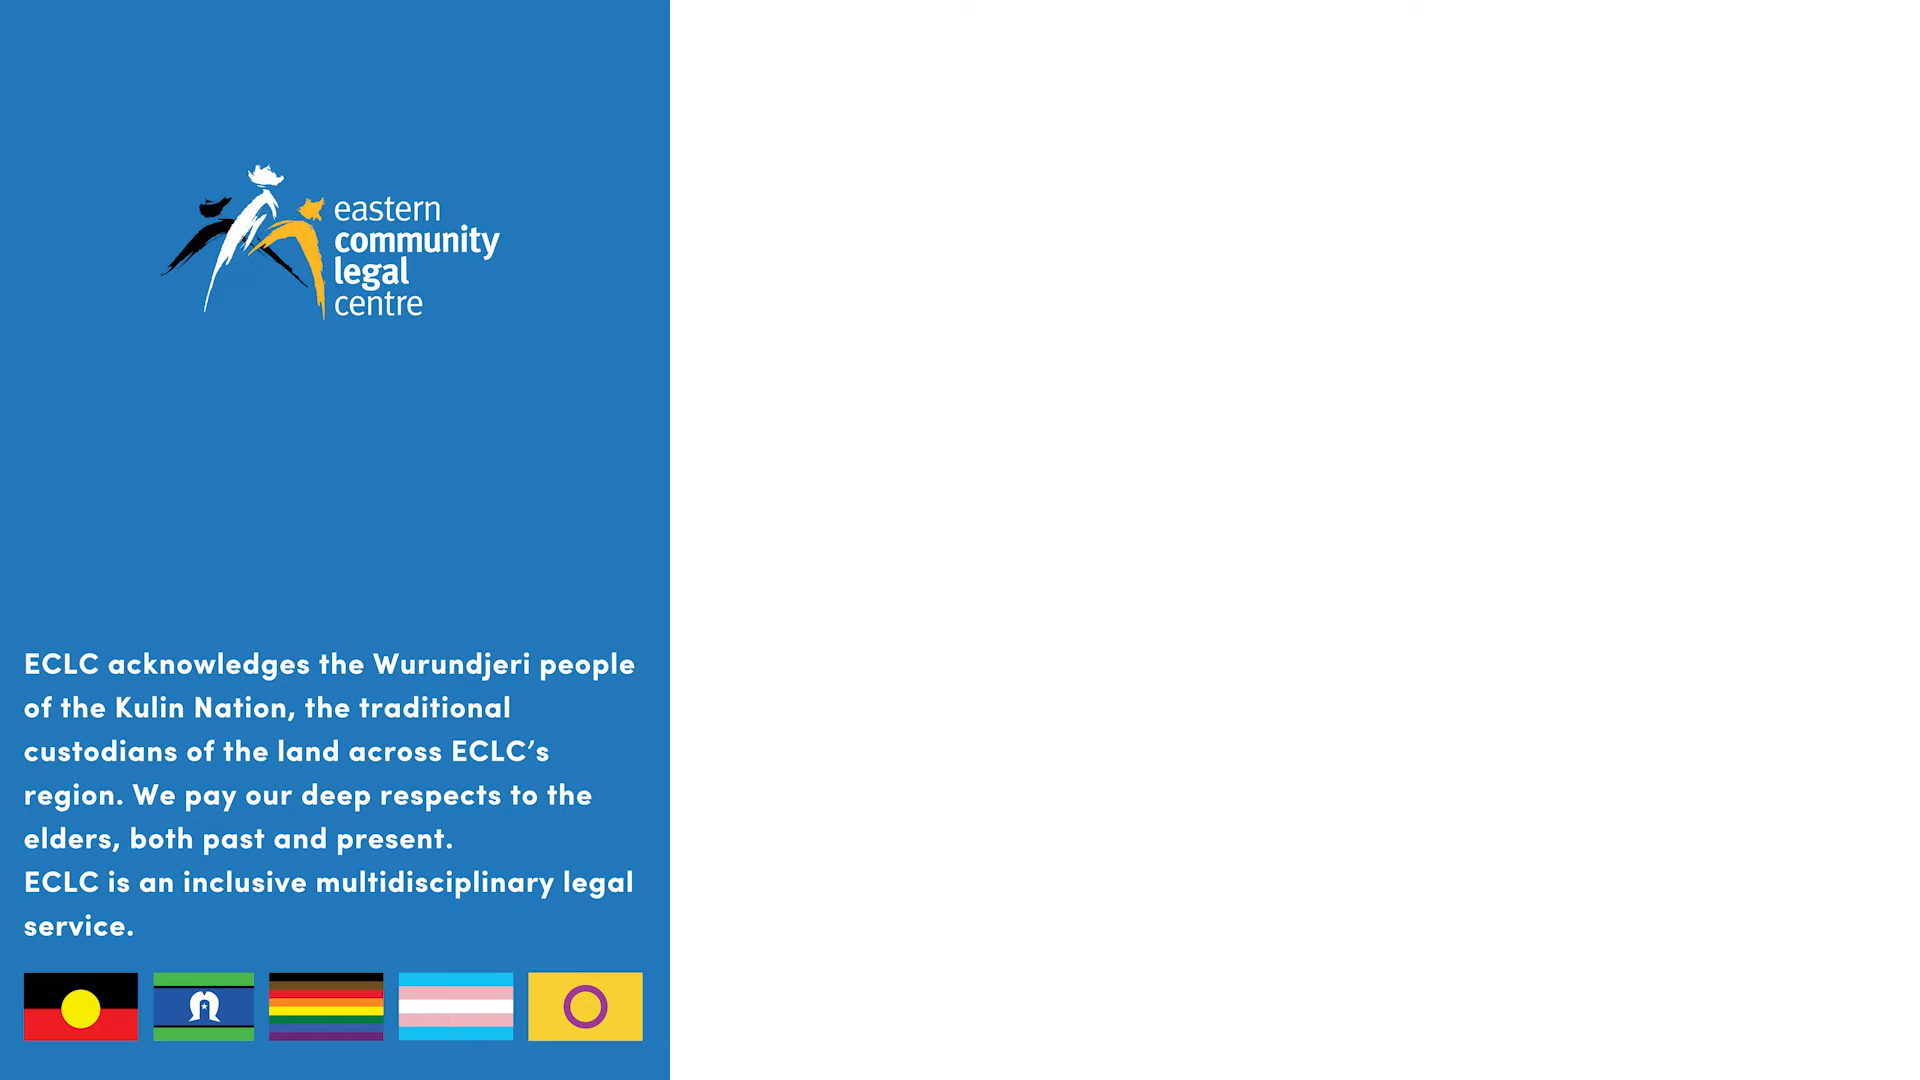 eastern
community
legal
centre
ECLC acknowledges the Wurundjeri people
of the Kulin Nation, the traditional
custodians of the land across ECLC’s
region. We pay our deep respects to the
elders, both past and present.
ECLC is an inclusive multidisciplinary legal
service.